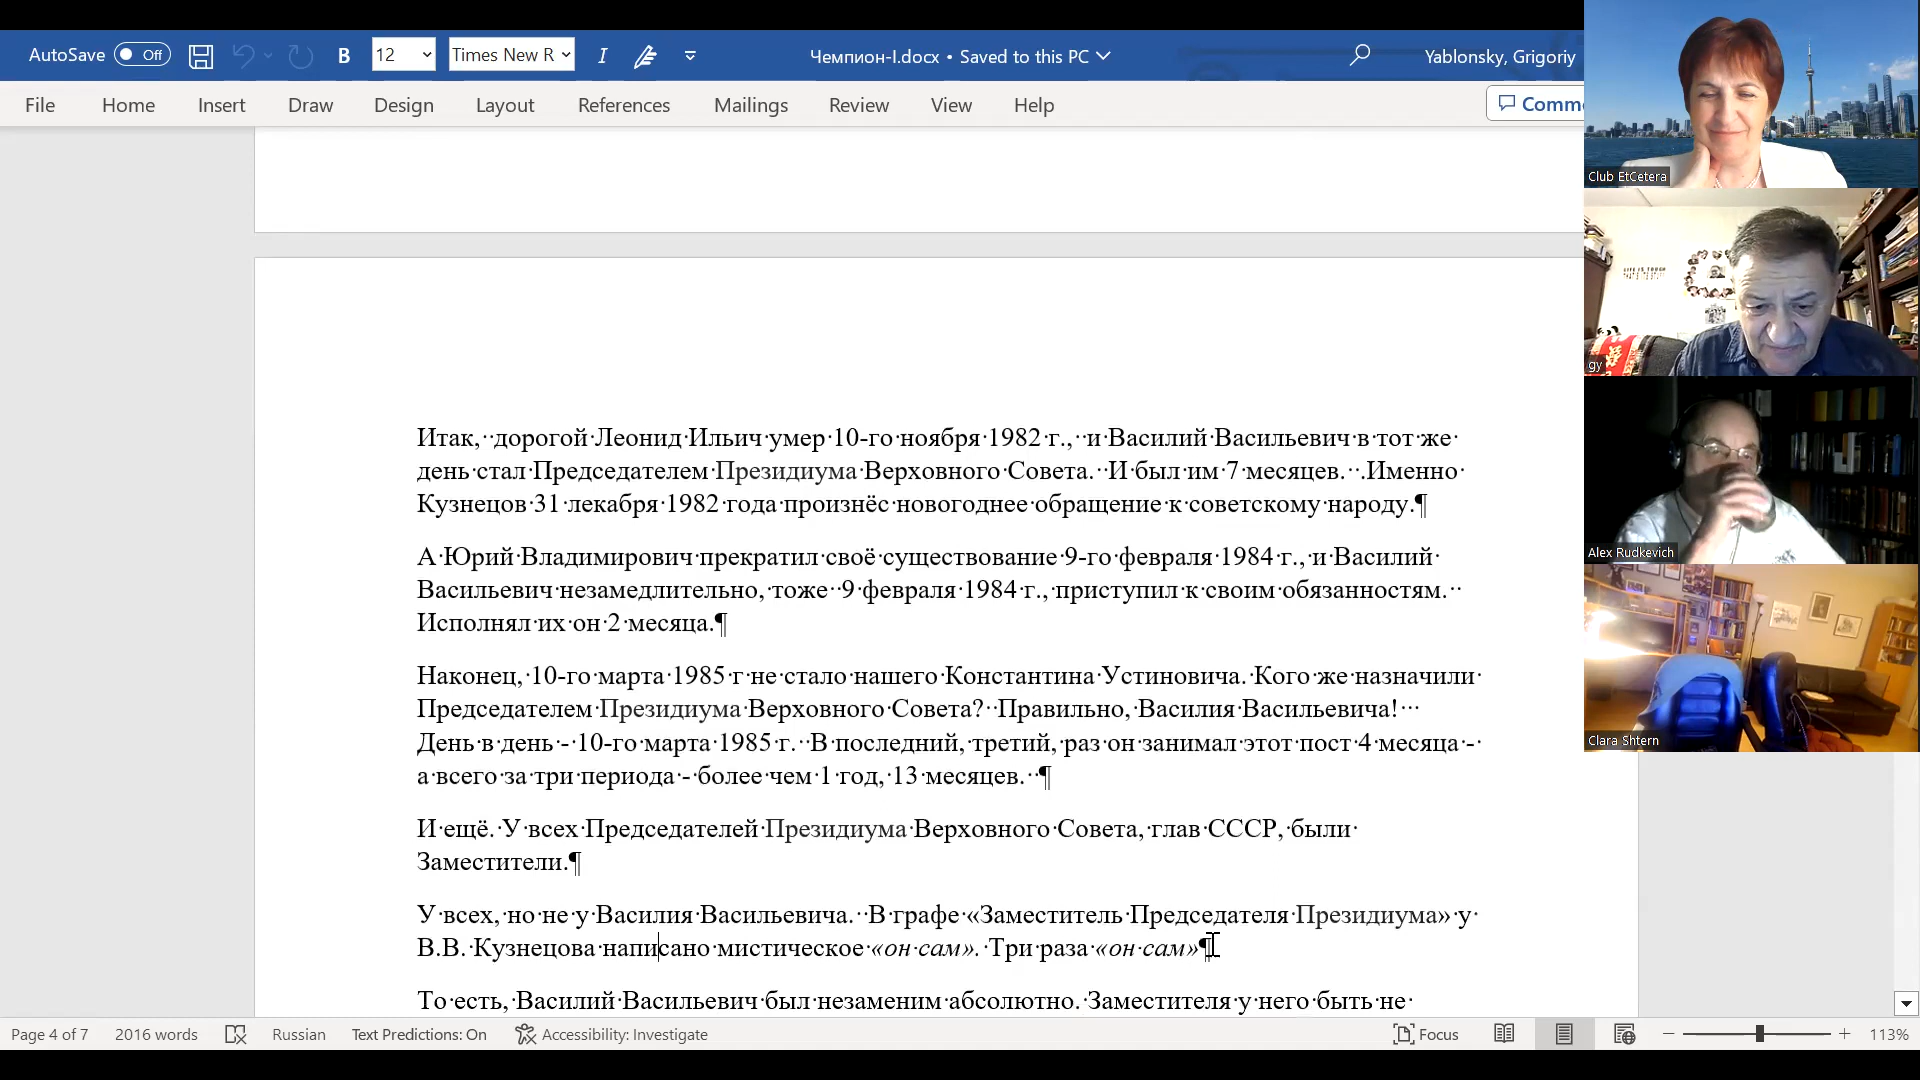 AutoSave Off B 12 Times New R I Чемпион-I.docx • Saved to this PC Yablonsky, Grigoriy
File Home Insert Draw Design Layout References Mailings Review View Help Comme
Club EtCetera
gy
Alex Rudkevich
Clara Shtern
Итак, дорогой Леонид Ильич умер 10-го ноября 1982 г., и Василий Васильевич в тот же
день стал Председателем Президиума Верховного Совета. И был им 7 месяцев. .Именно
Кузнецов 31 декабря 1982 года произнёс новогоднее обращение к советскому народу.¶
А Юрий Владимирович прекратил своё существование 9-го февраля 1984 г., и Василий
Васильевич незамедлительно, тоже 9 февраля 1984 г., приступил к своим обязанностям.
Исполнял их он 2 месяца.¶
Наконец, 10-го марта 1985 г не стало нашего Константина Устиновича. Кого же назначили
Председателем Президиума Верховного Совета? Правильно, Василия Васильевича!
День в день - 10-го марта 1985 г. В последний, третий, раз он занимал этот пост 4 месяца -
а всего за три периода - более чем 1 год, 13 месяцев. ¶
И ещё. У всех Председателей Президиума Верховного Совета, глав СССР, были
Заместители.¶
У всех, но не у Василия Васильевича. В графе «Заместитель Председателя Президиума» у
В.В. Кузнецова написано мистическое «он сам». Три раза «он сам»¶
То есть, Василий Васильевич был незаменим абсолютно. Заместителя у него быть не
Page 4 of 7 2016 words Russian Text Predictions: On Accessibility: Investigate Focus 113%